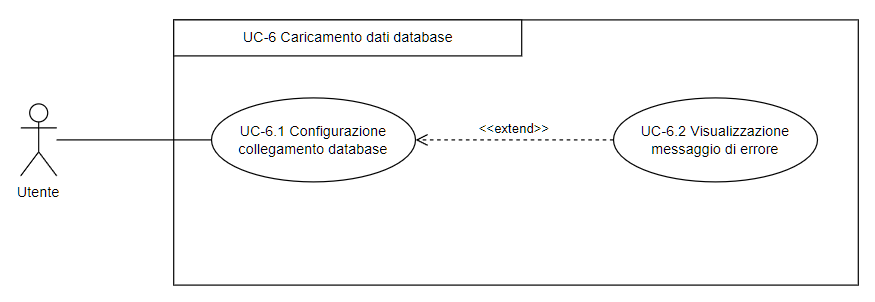 UC-6 Caricamento dati database
UC-6.1 Configurazione
collegamento database
<<extend>>
UC-6.2 Visualizzazione
messaggio di errore
Utente